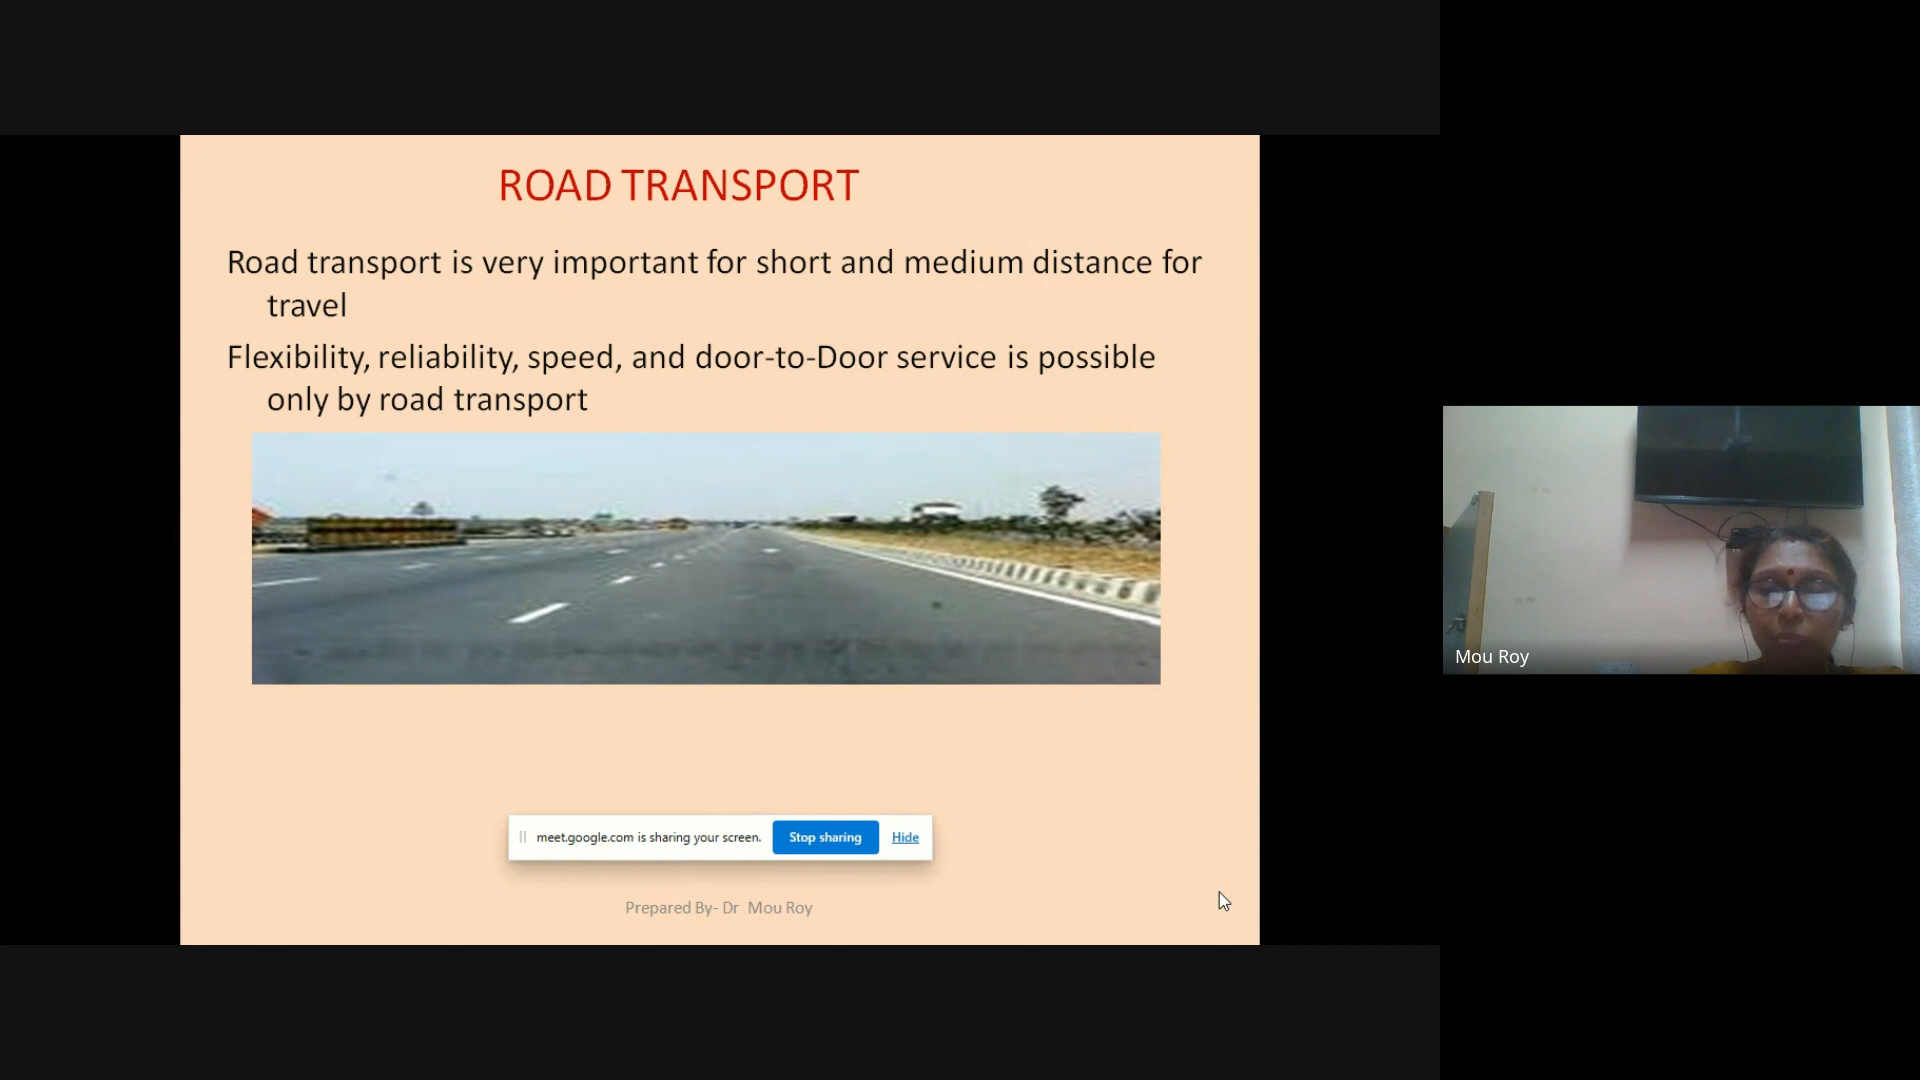 ROAD TRANSPORT
Road transport is very important for short and medium distance for
travel
Flexibility, reliability, speed, and door-to-Door service is possible
only by road transport
meet.google.com is sharing your screen. Stop sharing Hide
Prepared By- Dr Mou Roy
Mou Roy